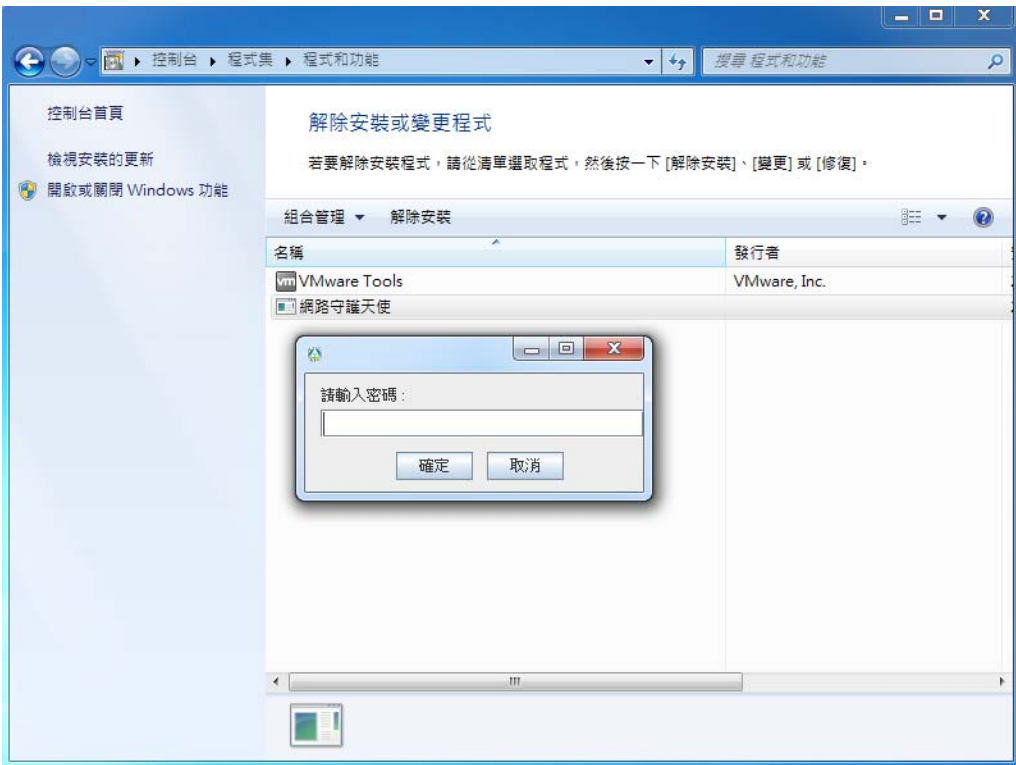 控制台 ▸ 程式集 ▸ 程式和功能
搜尋 程式和功能
控制台首頁
檢視安裝的更新
開啟或關閉 Windows 功能
解除安裝或變更程式
若要解除安裝程式，請從清單選取程式，然後按一下 [解除安裝]、[變更] 或 [修復]。
組合管理 ▼ 解除安裝
名稱 發行者
vm VMware Tools VMware, Inc.
網路守護天使
請輸入密碼 :
確定 取消